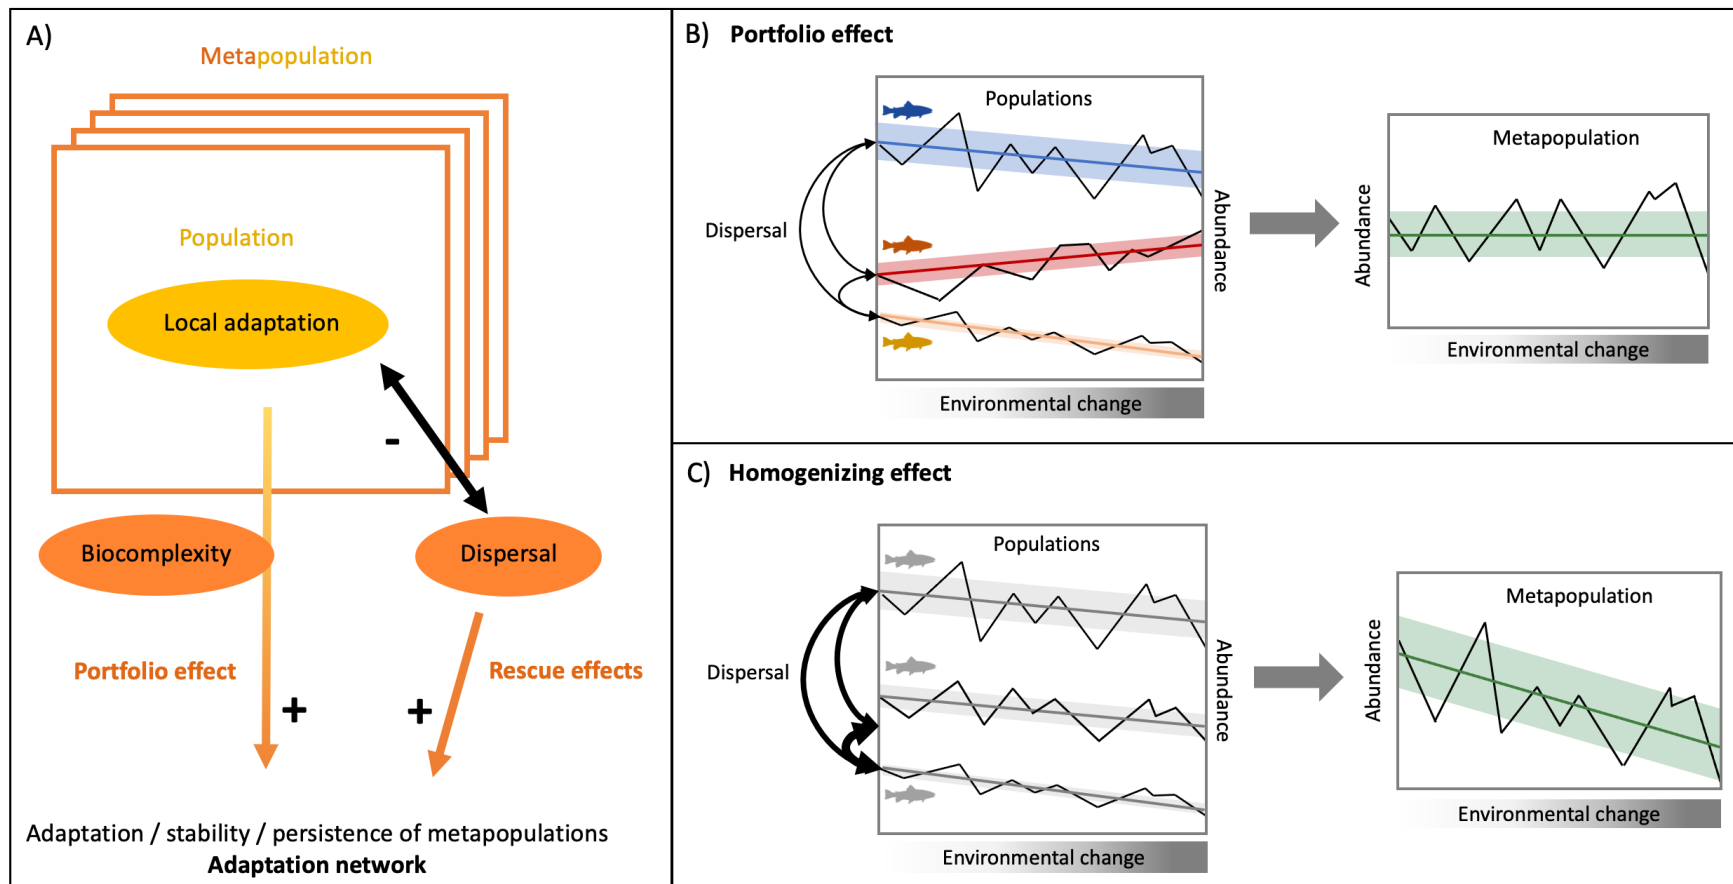 A)
Metapopulation
Population
Local adaptation
-
Biocomplexity
Dispersal
Portfolio effect
Rescue effects
+
+
Adaptation / stability / persistence of metapopulations
Adaptation network
B) Portfolio effect
Populations
Dispersal
Abundance
Environmental change
Metapopulation
Abundance
Environmental change
C) Homogenizing effect
Populations
Dispersal
Abundance
Environmental change
Metapopulation
Abundance
Environmental change